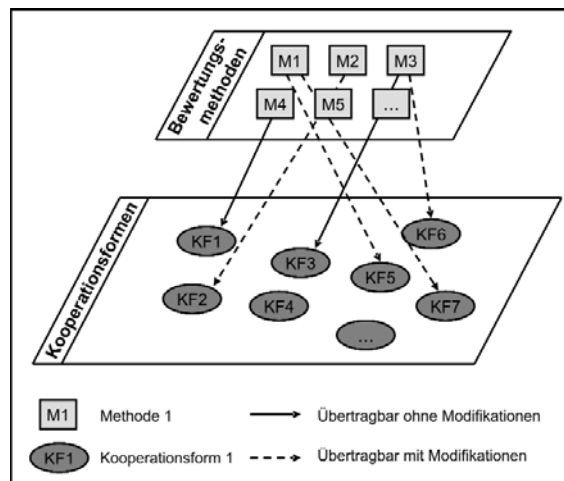 Bewertungs-
methoden
M1 M2 M3
M4 M5 ...
Kooperationsformen
KF1
KF6
KF3
KF5
KF2
KF4
KF7
...
M1 Methode 1 Übertragbar ohne Modifikationen
KF1 Kooperationsform 1 Übertragbar mit Modifikationen